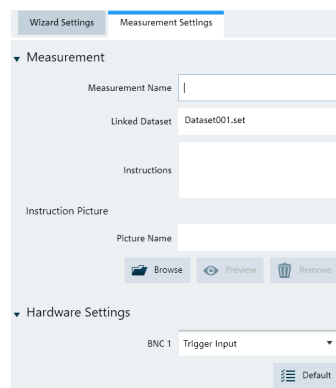 Wizard Settings Measurement Settings
Measurement
Measurement Name
Linked Dataset Dataset001.set
Instructions
Instruction Picture
Picture Name
Browse Preview Remove
Hardware Settings
BNC 1 Trigger Input
Default